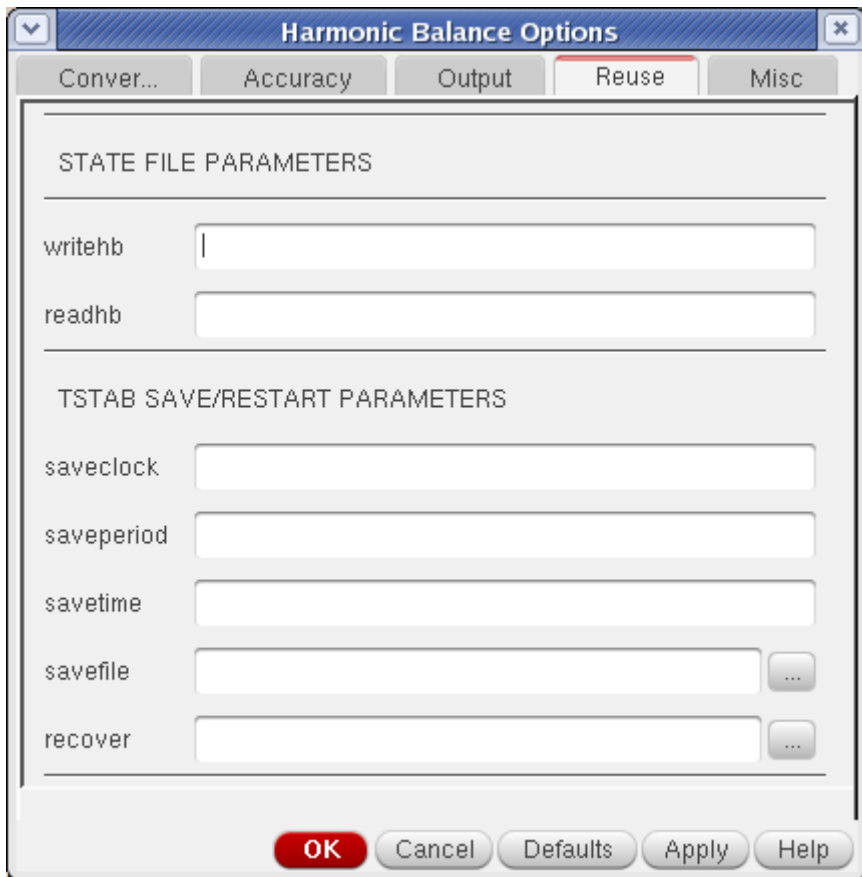 Harmonic Balance Options
Conver... Accuracy Output Reuse Misc
STATE FILE PARAMETERS
writehb
readhb
TSTAB SAVE/RESTART PARAMETERS
saveclock
saveperiod
savetime
savefile ...
recover ...
OK Cancel Defaults Apply Help